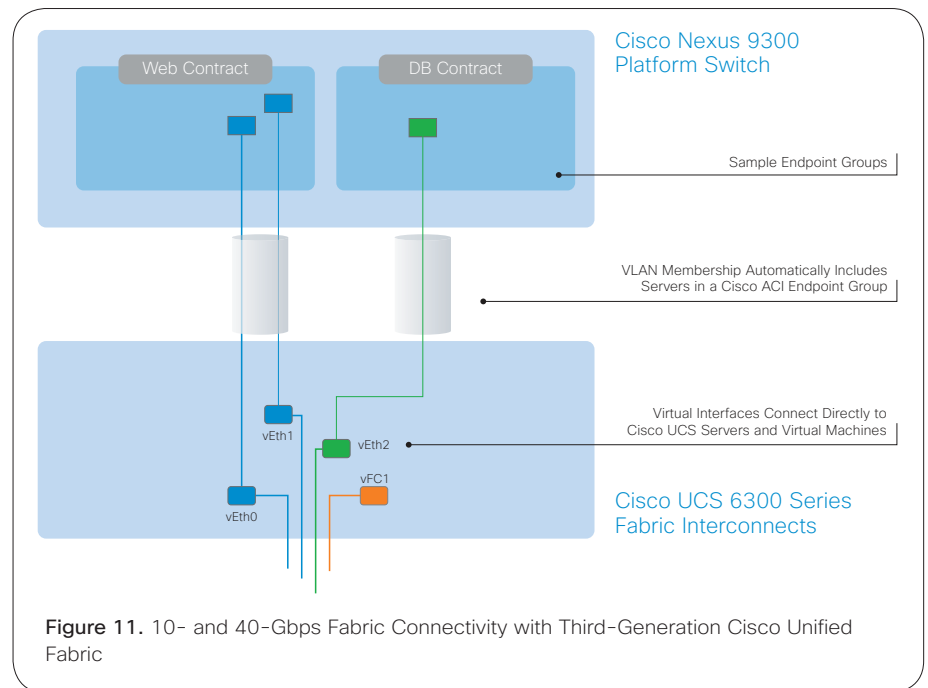 Cisco Nexus 9300
Platform Switch
Web Contract
DB Contract
Sample Endpoint Groups
VLAN Membership Automatically Includes
Servers in a Cisco ACI Endpoint Group
Virtual Interfaces Connect Directly to
Cisco UCS Servers and Virtual Machines
vEth1
vEth2
vFC1
vEth0
Cisco UCS 6300 Series
Fabric Interconnects
Figure 11. 10- and 40-Gbps Fabric Connectivity with Third-Generation Cisco Unified
Fabric